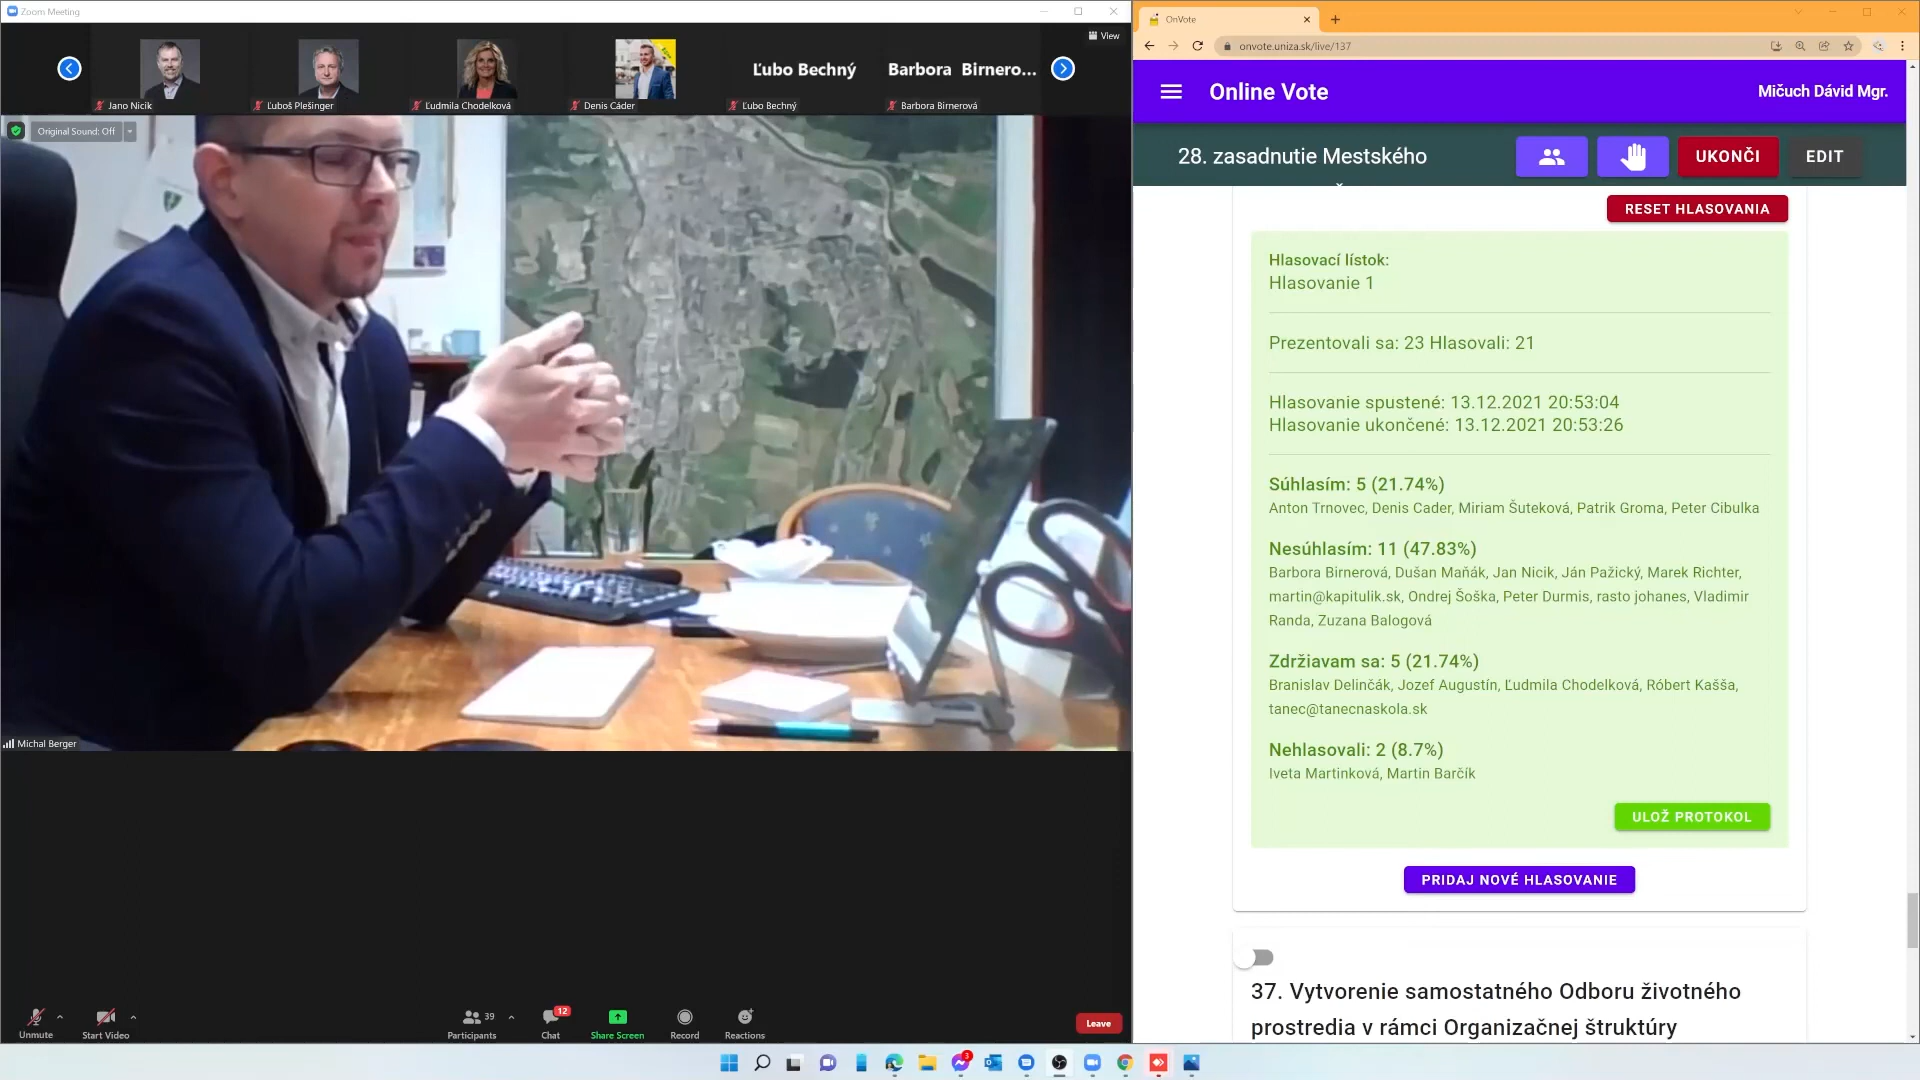 Zoom Meeting
View
Jano Nicik
Ľuboš Plešinger
Ľudmila Chodelková
Denis Cáder
Ľubo Bechný
Ľubo Bechný
Barbora Birnero...
Barbora Birnerová
Original Sound: Off
Michal Berger
Unmute
Start Video
39
Participants
12
Chat
Share Screen
Record
Reactions
Leave
OnVote
onvote.uniza.sk/live/137
Online Vote
Mičuch Dávid Mgr.
28. zasadnutie Mestského
UKONČI
EDIT
RESET HLASOVANIA
Hlasovací lístok:
Hlasovanie 1
Prezentovali sa: 23 Hlasovali: 21
Hlasovanie spustené: 13.12.2021 20:53:04
Hlasovanie ukončené: 13.12.2021 20:53:26
Súhlasím: 5 (21.74%)
Anton Trnovec, Denis Cader, Miriam Šuteková, Patrik Groma, Peter Cibulka
Nesúhlasím: 11 (47.83%)
Barbora Birnerová, Dušan Maňák, Jan Nicik, Ján Pažický, Marek Richter,
martin@kapitulik.sk, Ondrej Šoška, Peter Durmis, rasto johanes, Vladimir
Randa, Zuzana Balogová
Zdržiavam sa: 5 (21.74%)
Branislav Delinčák, Jozef Augustín, Ľudmila Chodelková, Róbert Kašša,
tanec@tanecnaskola.sk
Nehlasovali: 2 (8.7%)
Iveta Martinková, Martin Barčík
ULOŽ PROTOKOL
PRIDAJ NOVÉ HLASOVANIE
37. Vytvorenie samostatného Odboru životného
prostredia v rámci Organizačnej štruktúry
3